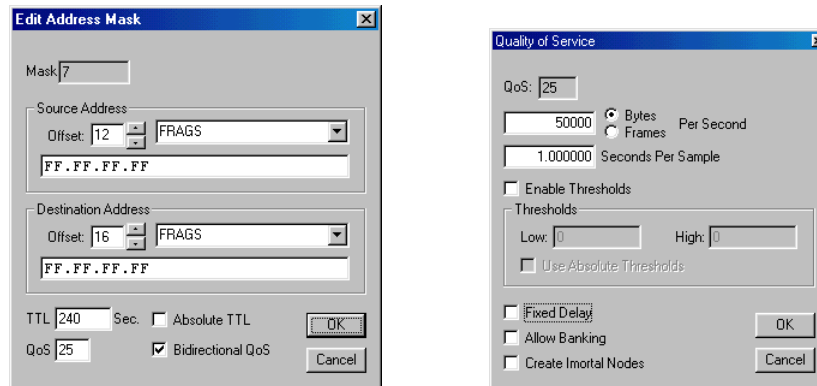 Edit Address Mask
Mask 7
Source Address
Offset: 12 FRAGS
FF.FF.FF.FF
Destination Address
Offset: 16 FRAGS
FF.FF.FF.FF
TTL 240 Sec. Absolute TTL
OK
QoS 25 Bidirectional QoS
Cancel
Quality of Service
QoS: 25
50000 Bytes Frames Per Second
1.000000 Seconds Per Sample
Enable Thresholds
Thresholds
Low: 0 High: 0
Use Absolute Thresholds
Fixed Delay
OK
Allow Banking
Create Imortal Nodes
Cancel